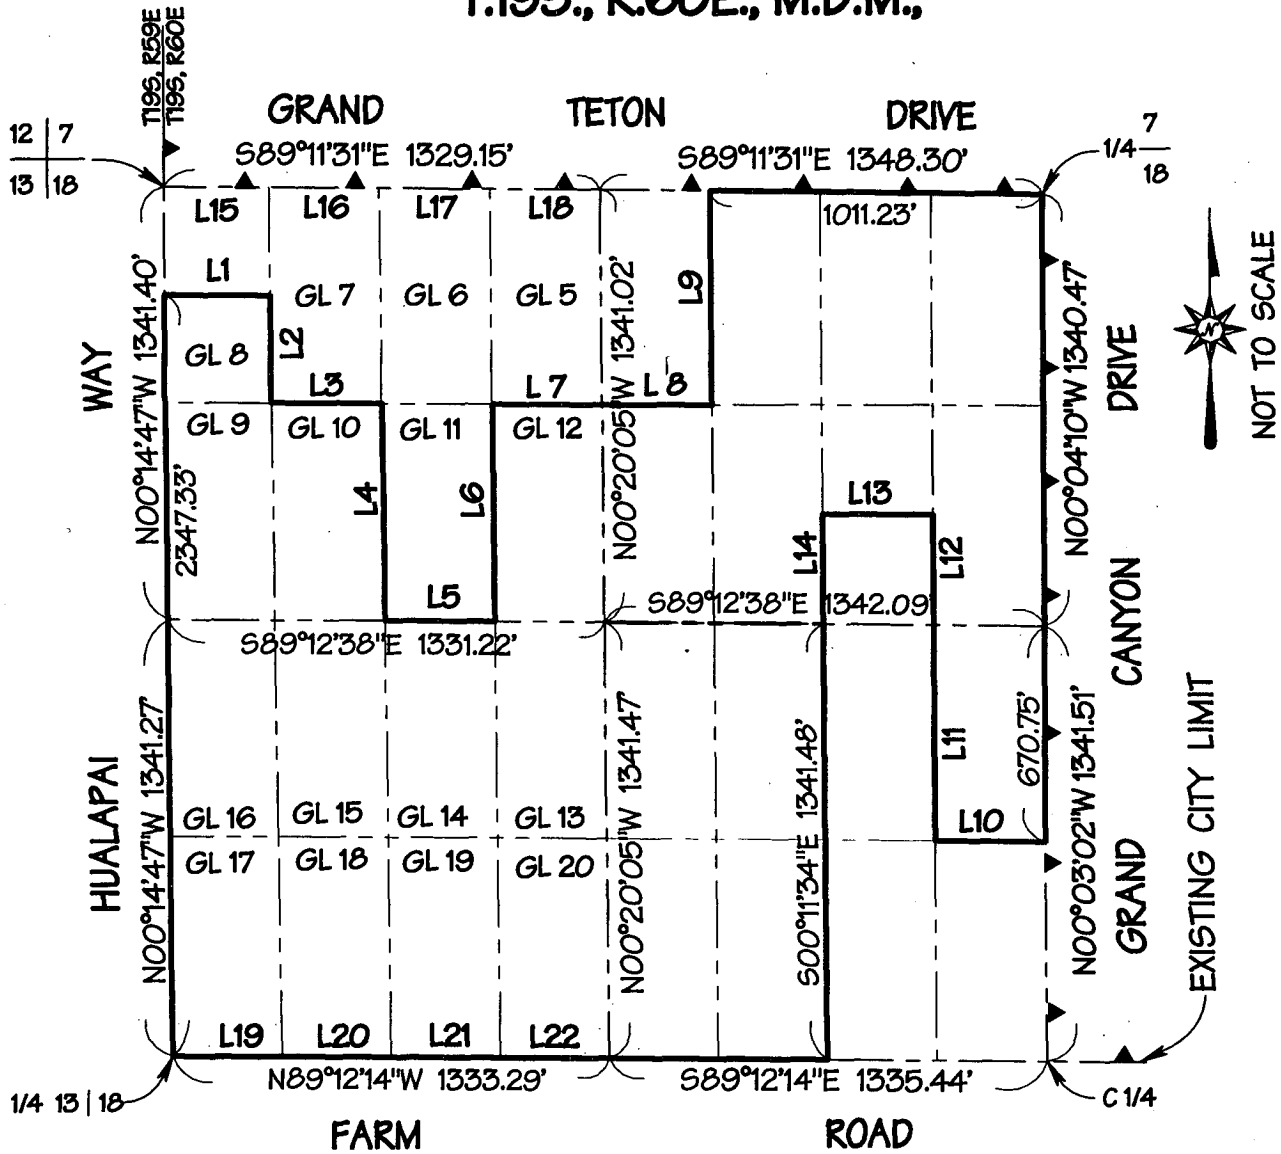 T.19S., R.60E., M.D.M.,
T19S, R59E
T19S, R60E
12 | 7
13 | 18
GRAND TETON DRIVE
7
1/4
18
S89°11'31"E 1329.15'
S89°11'31"E 1348.30'
L15 L16 L17 L18
1011.23'
L1
GL 7 GL 6 GL 5
L9
N00°14'47"W 1341.40'
N00°20'05"W 1341.02'
N00°04'10"W 1340.47'
NOT TO SCALE
N
GL 8
L2
WAY
DRIVE
L3
L 7
L 8
GL 9 GL 10 GL 11 GL 12
L4
L6
L13
2347.33'
L14
L12
L5
S89°12'38"E 1342.09'
S89°12'38"E 1331.22'
CANYON
N00°14'47"W 1341.27'
N00°20'05"W 1341.47'
S00°11'34"E 1341.48'
L11
670.75'
N00°03'02"W 1341.51'
EXISTING CITY LIMIT
HUALAPAI
GL 16 GL 15 GL 14 GL 13
L10
GL 17 GL 18 GL 19 GL 20
GRAND
L19 L20 L21 L22
N89°12'14"W 1333.29'
S89°12'14"E 1335.44'
1/4 13 | 18
C 1/4
FARM ROAD